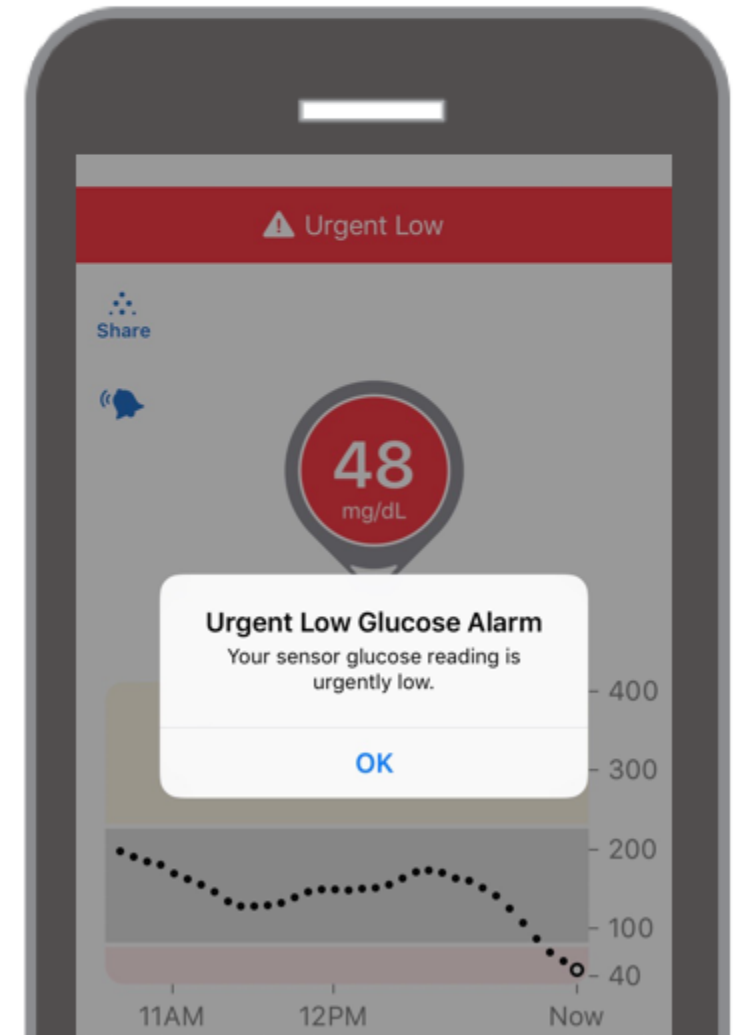 Urgent Low
Share
48
mg/dL
Urgent Low Glucose Alarm
Your sensor glucose reading is
urgently low.
OK
400
300
200
100
40
11AM 12PM Now